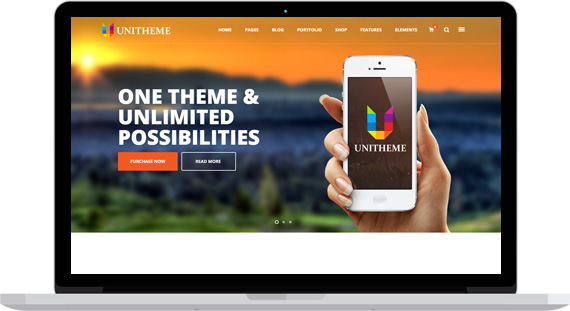 UNITHEME
HOME PAGES BLOG PORTFOLIO SHOP FEATURES ELEMENTS
ONE THEME &
UNLIMITED
POSSIBILITIES
PURCHASE NOW READ MORE
UNITHEME